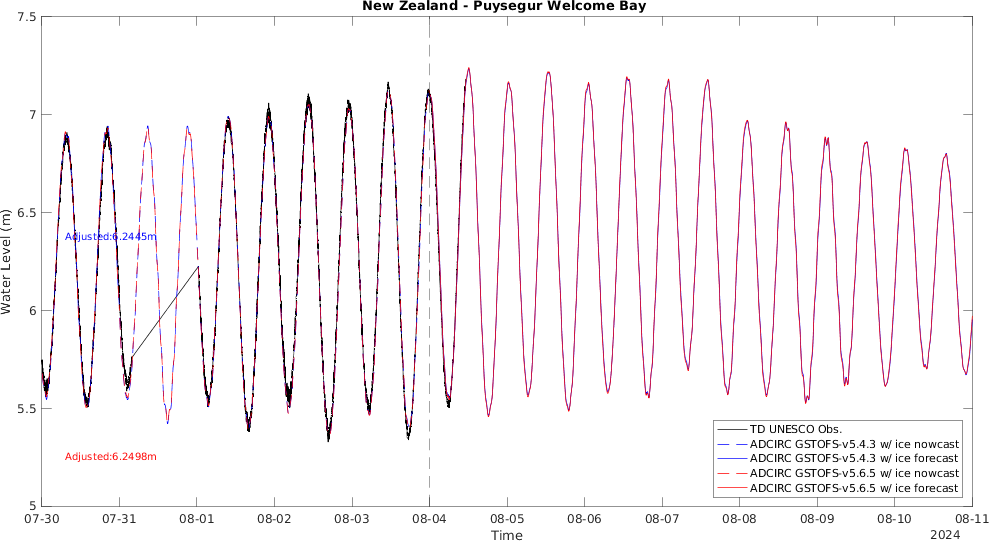 New Zealand - Puysegur Welcome Bay
Water Level (m)
7.5
7
6.5
6
5.5
5
Adjusted:6.2445m
Adjusted:6.2498m
TD UNESCO Obs.
ADCIRC GSTOFS-v5.4.3 w/ ice nowcast
ADCIRC GSTOFS-v5.4.3 w/ ice forecast
ADCIRC GSTOFS-v5.6.5 w/ ice nowcast
ADCIRC GSTOFS-v5.6.5 w/ ice forecast
07-30 07-31 08-01 08-02 08-03 08-04 08-05 08-06 08-07 08-08 08-09 08-10 08-11
Time
2024